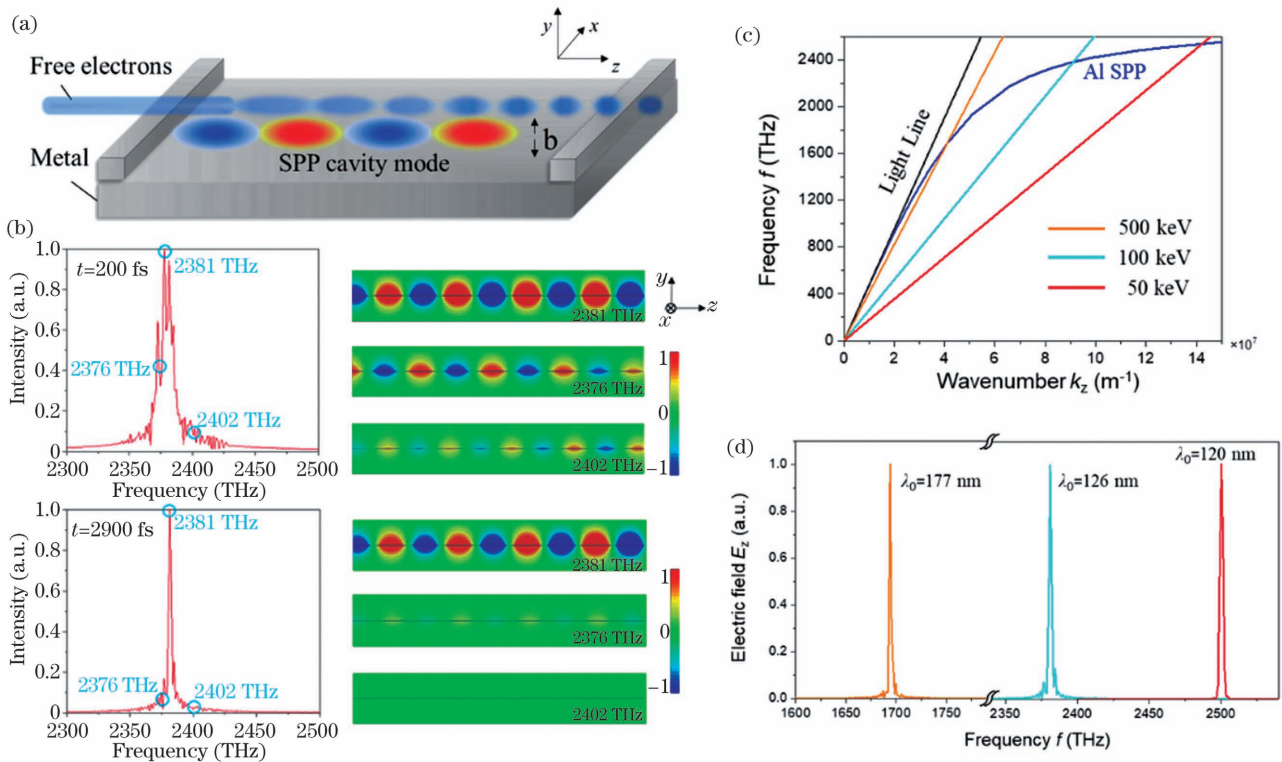 (a)
y
x
z
Free electrons
b
Metal
SPP cavity mode
(b)
1.0
0.8
0.6
0.4
0.2
0
t=200 fs
2381 THz
2376 THz
2402 THz
Intensity (a.u.)
2300 2350 2400 2450 2500
Frequency (THz)
2381 THz
2376 THz
2402 THz
y
x
z
1
0
−1
1.0
0.8
0.6
0.4
0.2
0
t=2900 fs
2381 THz
2376 THz
2402 THz
Intensity (a.u.)
2300 2350 2400 2450 2500
Frequency (THz)
2381 THz
2376 THz
2402 THz
1
0
−1
(c)
2600
2200
1800
1400
800
400
0
Frequency f (THz)
Light Line
Al SPP
500 keV
100 keV
50 keV
0 2 4 6 8 10 12 14
×10⁷
Wavenumber kz (m⁻¹)
(d)
λ₀=177 nm
λ₀=126 nm
λ₀=120 nm
1.0
0.8
0.6
0.4
0.2
0.0
Electric field Ez (a.u.)
1600 1650 1700 1750 2350 2400 2450 2500
Frequency f (THz)